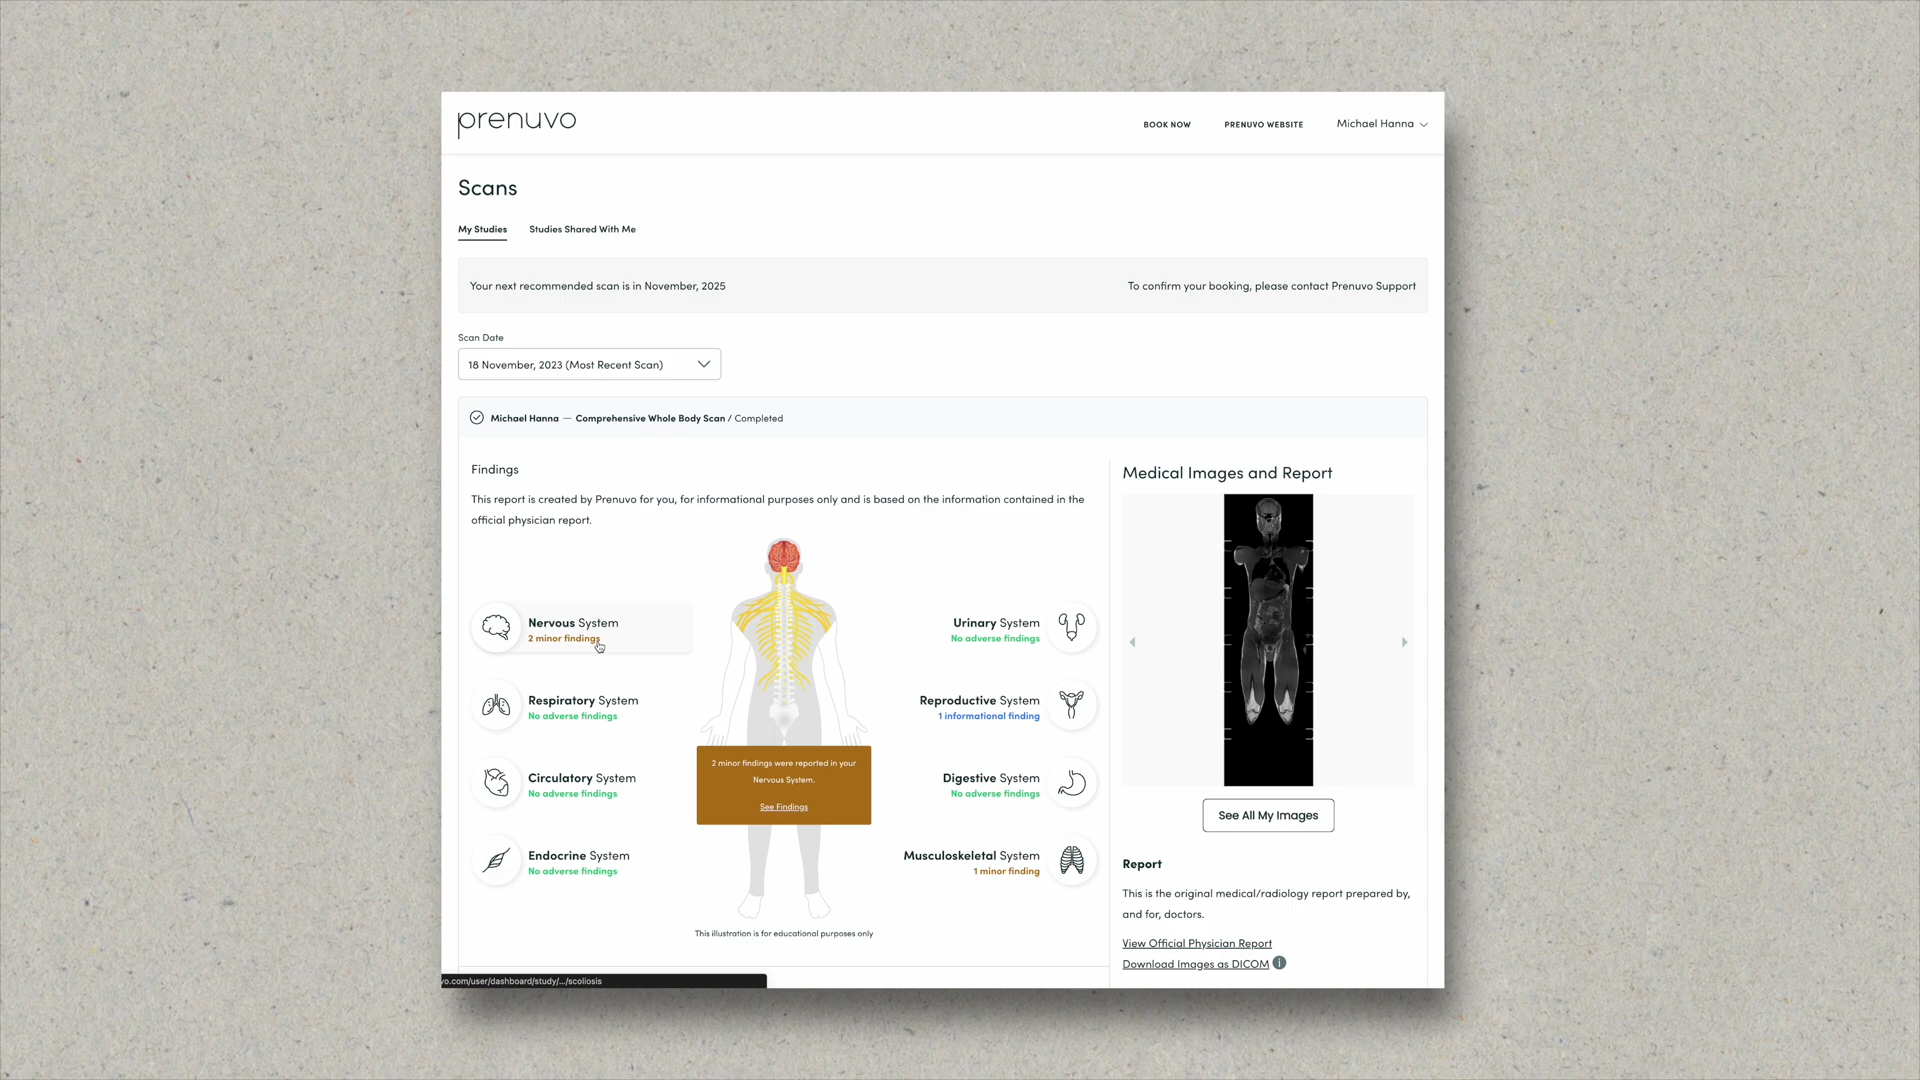 prenuvo
BOOK NOW
PRENUVO WEBSITE
Michael Hanna
Scans
My Studies
Studies Shared With Me
Your next recommended scan is in November, 2025
To confirm your booking, please contact Prenuvo Support
Scan Date
18 November, 2023 (Most Recent Scan)
Michael Hanna — Comprehensive Whole Body Scan / Completed
Findings
This report is created by Prenuvo for you, for informational purposes only and is based on the information contained in the
official physician report.
Nervous System
2 minor findings
Respiratory System
No adverse findings
Circulatory System
No adverse findings
Endocrine System
No adverse findings
2 minor findings were reported in your
Nervous System.
See Findings
This illustration is for educational purposes only
Urinary System
No adverse findings
Reproductive System
1 informational finding
Digestive System
No adverse findings
Musculoskeletal System
1 minor finding
Medical Images and Report
See All My Images
Report
This is the original medical/radiology report prepared by,
and for, doctors.
View Official Physician Report
Download Images as DICOM i
vo.com/user/dashboard/study/.../scoliosis